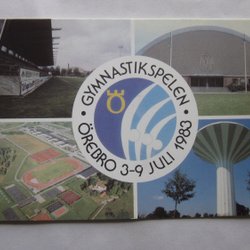 GYMNASTIKSPELEN
ÖREBRO 3-9 JULI 1983